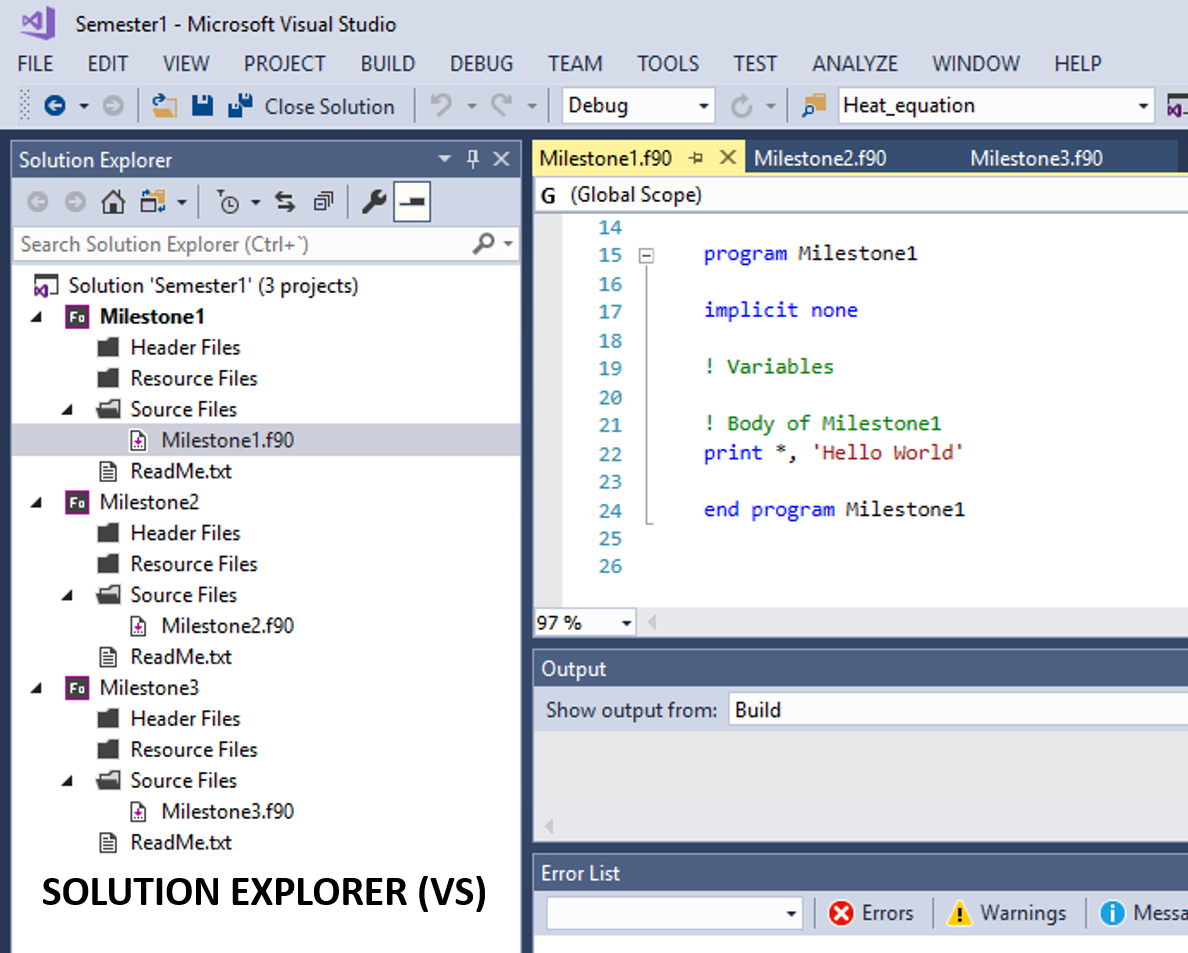 Semester1 - Microsoft Visual Studio
FILE EDIT VIEW PROJECT BUILD DEBUG TEAM TOOLS TEST ANALYZE WINDOW HELP
Close Solution Debug Heat_equation
Solution Explorer
Search Solution Explorer (Ctrl+`)
Solution 'Semester1' (3 projects)
Fo Milestone1
Header Files
Resource Files
Source Files
Milestone1.f90
ReadMe.txt
Fo Milestone2
Header Files
Resource Files
Source Files
Milestone2.f90
ReadMe.txt
Fo Milestone3
Header Files
Resource Files
Source Files
Milestone3.f90
ReadMe.txt
SOLUTION EXPLORER (VS)
Milestone1.f90 Milestone2.f90 Milestone3.f90
G (Global Scope)
14
15 program Milestone1
16
17 implicit none
18
19 ! Variables
20
21 ! Body of Milestone1
22 print *, 'Hello World'
23
24 end program Milestone1
25
26
97 %
Output
Show output from: Build
Error List
Errors Warnings Messa